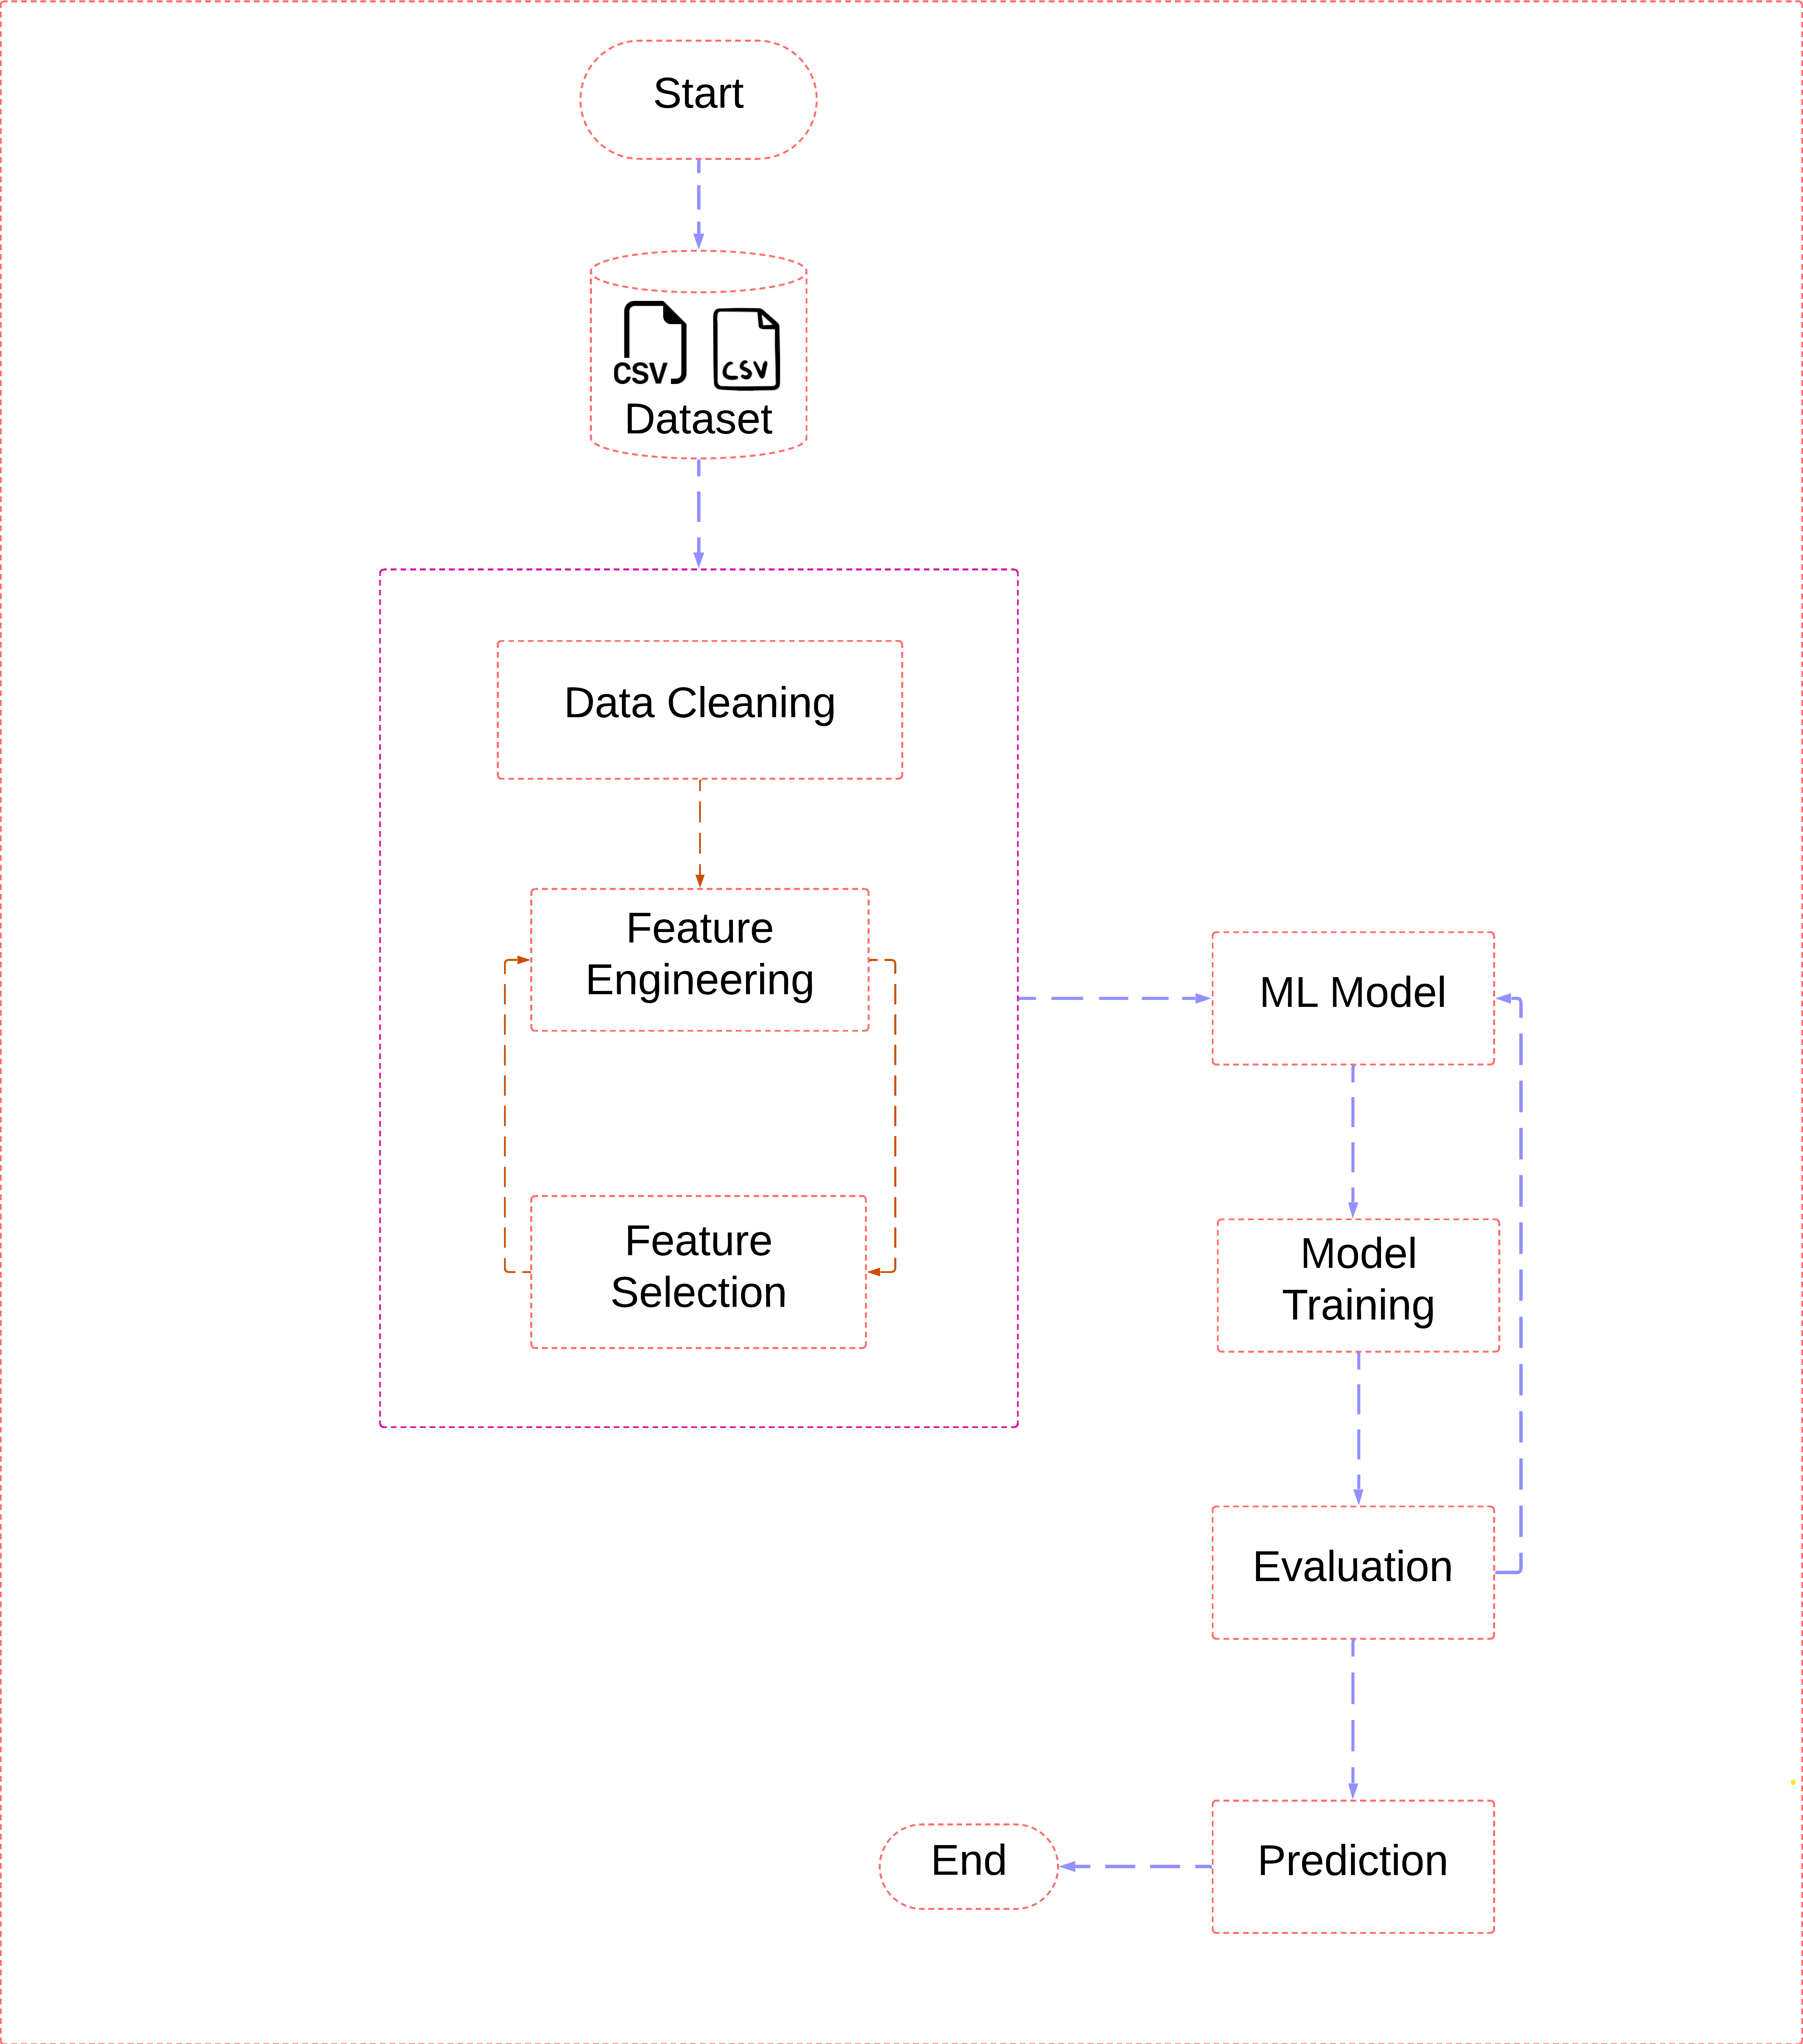 Start
CSV CSV
Dataset
Data Cleaning
Feature
Engineering
Feature
Selection
ML Model
Model
Training
Evaluation
Prediction
End